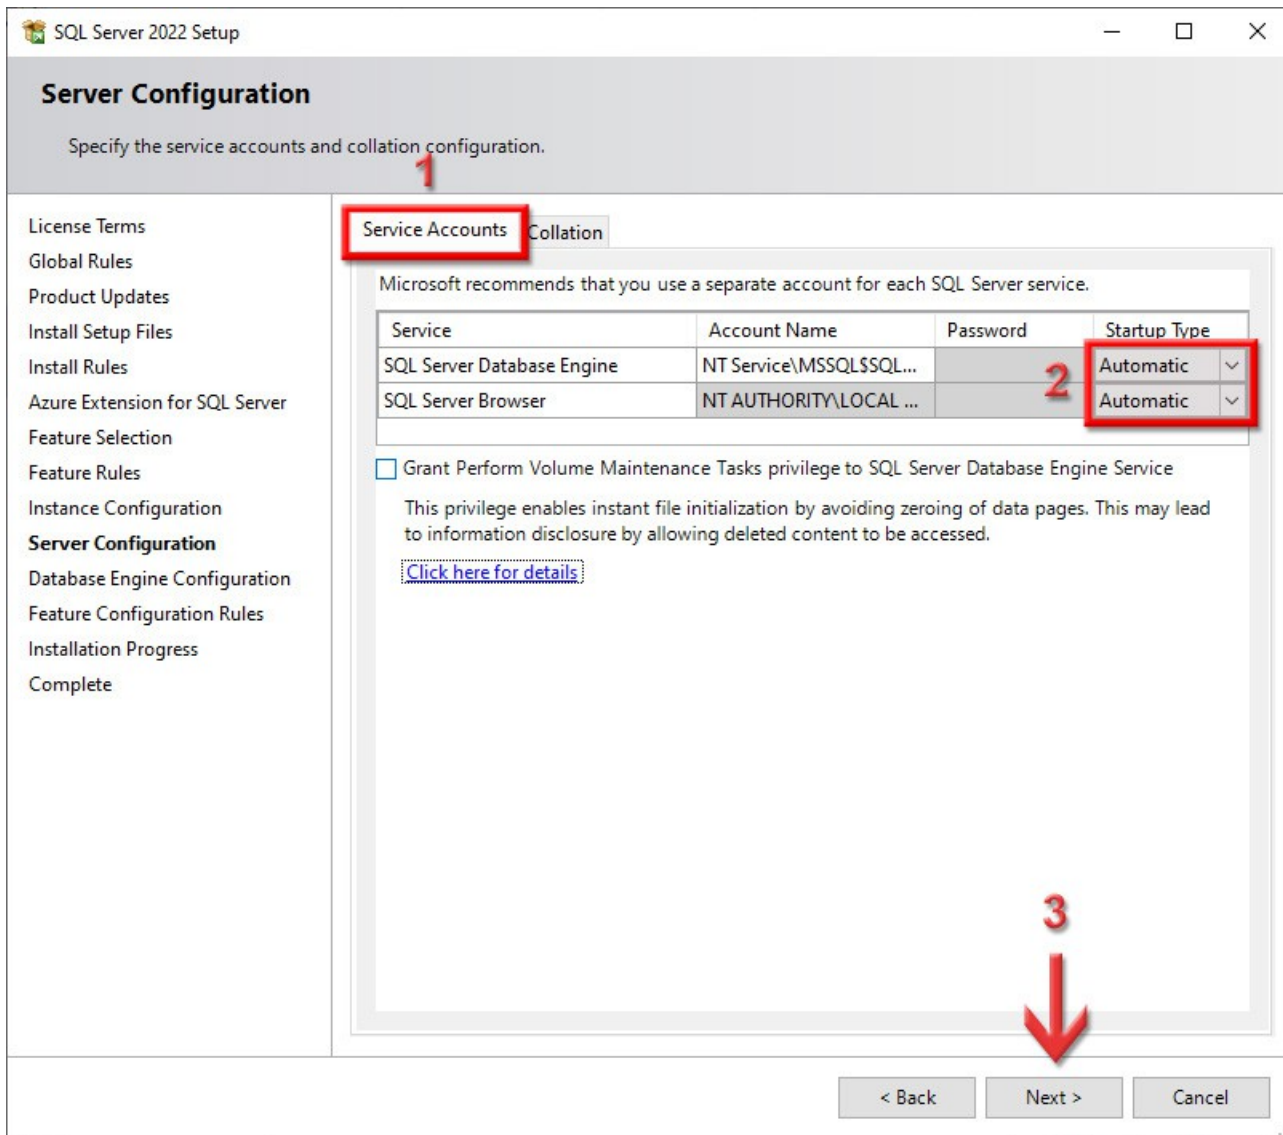 SQL Server 2022 Setup
Server Configuration
Specify the service accounts and collation configuration.
1
License Terms
Global Rules
Product Updates
Install Setup Files
Install Rules
Azure Extension for SQL Server
Feature Selection
Feature Rules
Instance Configuration
Server Configuration
Database Engine Configuration
Feature Configuration Rules
Installation Progress
Complete
Service Accounts Collation
Microsoft recommends that you use a separate account for each SQL Server service.
Service Account Name Password Startup Type
SQL Server Database Engine NT Service\MSSQL$SQL... Automatic
2
SQL Server Browser NT AUTHORITY\LOCAL ... Automatic
Grant Perform Volume Maintenance Tasks privilege to SQL Server Database Engine Service
This privilege enables instant file initialization by avoiding zeroing of data pages. This may lead
to information disclosure by allowing deleted content to be accessed.
Click here for details
3
< Back Next > Cancel